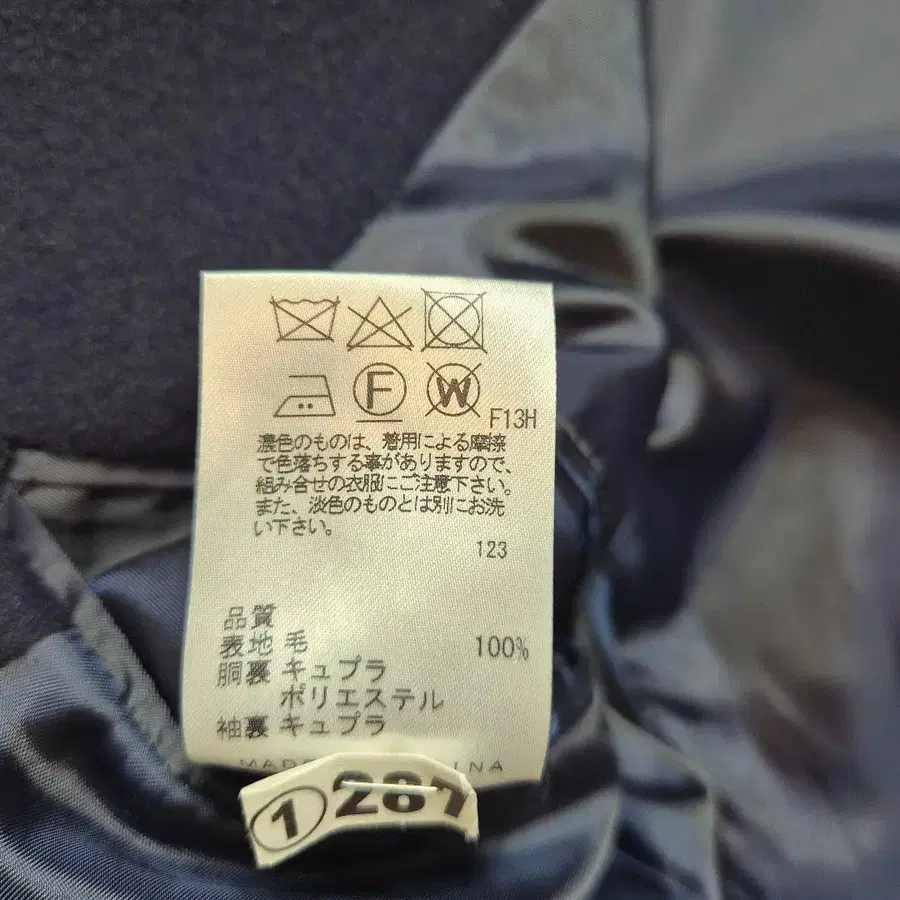 F W F13H
濃色のものは、着用による摩擦
で色落ちする事がありますので、
組み合せの衣服にご注意下さい。
また、淡色のものとは別にお洗
い下さい。
123
品質
表地 毛 100%
胴裏 キュプラ
ポリエステル
袖裏 キュプラ
① 287